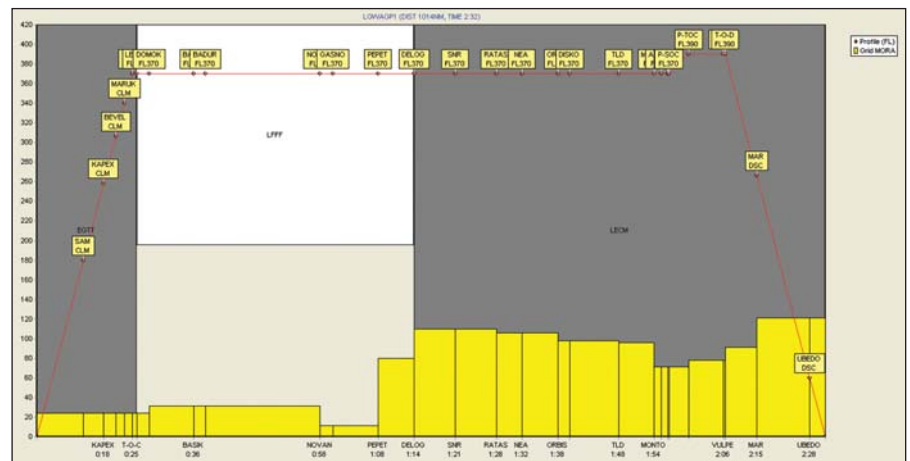 LGWAGP1 (DIST 1014NM, TIME 2:32)
420
400
380
360
340
320
300
280
260
240
220
200
180
160
140
120
100
80
60
40
20
0
DOMOK
FL370
BADUR
FL370
GASNO
FL370
PEPET
FL370
DELOG
FL370
SNR
FL370
RATAS
FL370
NEA
FL370
DISKO
FL370
TLD
FL370
P-SOC
FL370
P-TOC
FL390
T-O-D
FL390
MARUK
CLM
BEVEL
CLM
KAPEX
CLM
SAM
CLM
MAR
DSC
UBEDO
DSC
EGTT
LFFF
LECM
Profile (FL)
Grid MORA
KAPEX
0:18
T-O-C
0:25
BASIK
0:36
NOVAN
0:58
PEPET
1:08
DELOG
1:14
SNR
1:21
RATAS
1:28
NEA
1:32
ORBIS
1:38
TLD
1:48
MONTO
1:54
VULPE
2:06
MAR
2:15
UBEDO
2:28